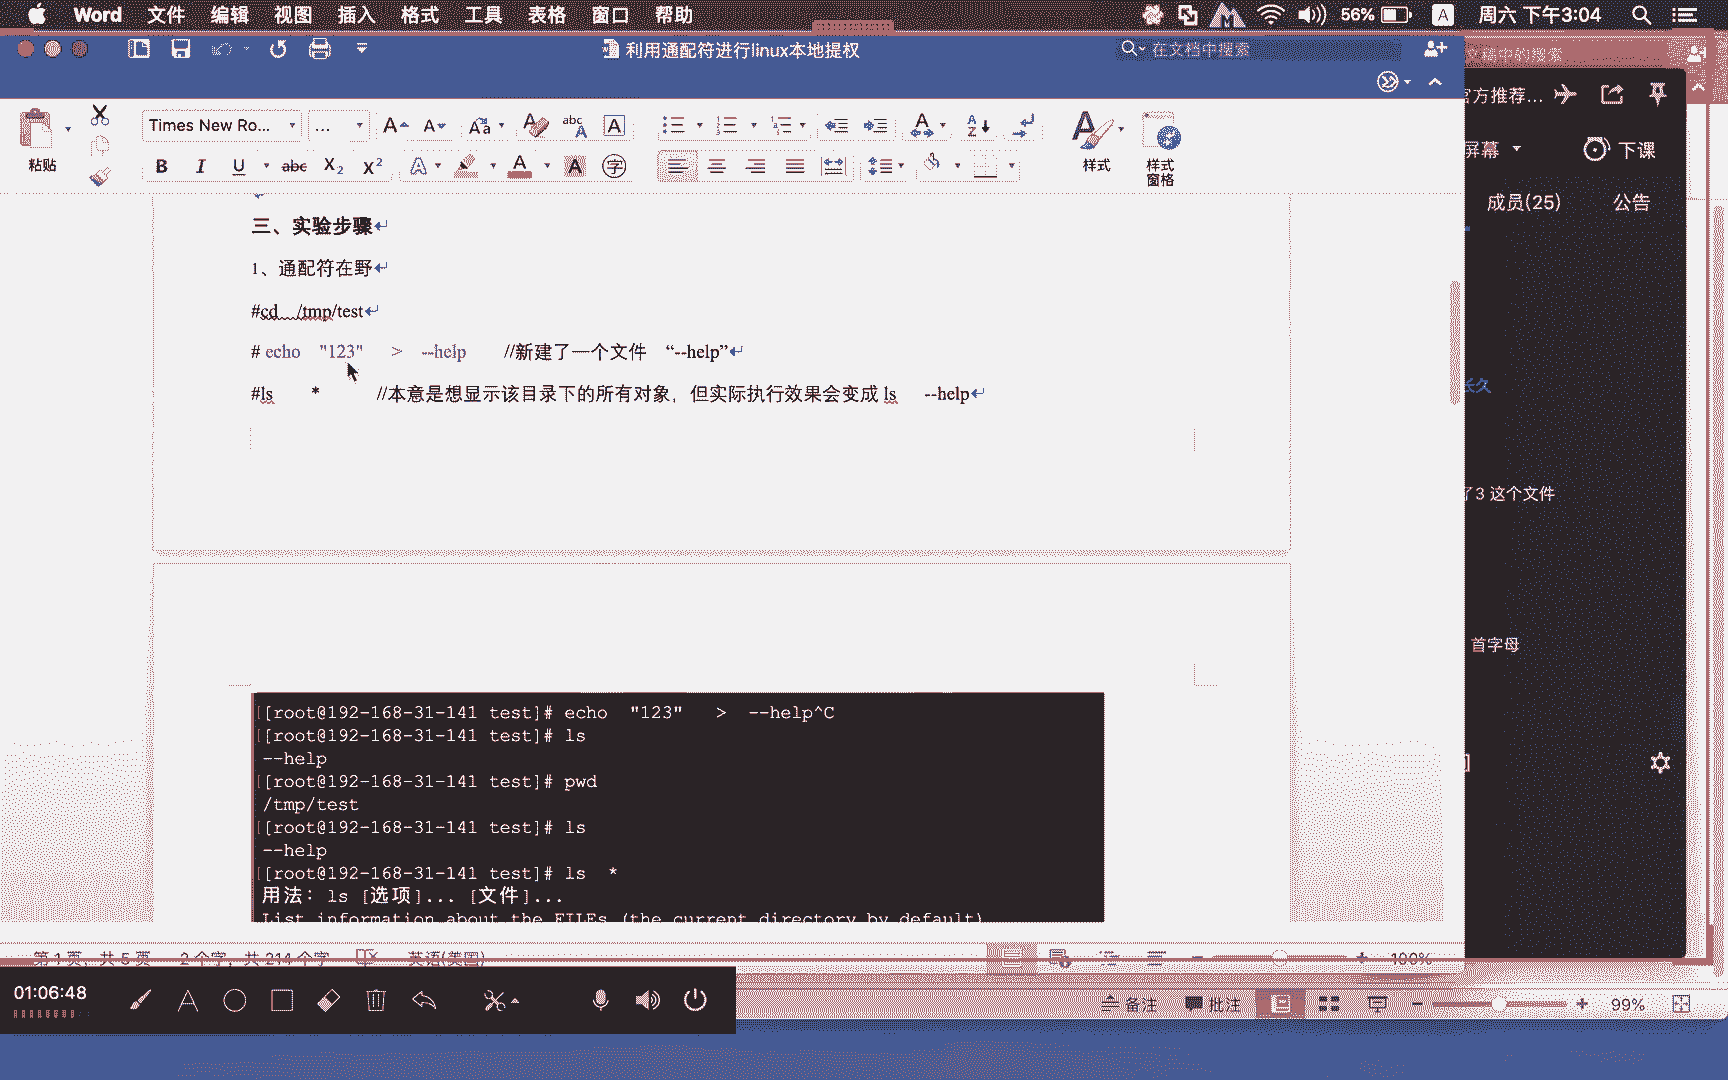 Word 文件 编辑 视图 插入 格式 工具 表格 窗口 帮助 56% A 周六 下午3:04
利用通配符进行linux本地提权 在文档中搜索
文稿中的搜索
官方推荐...
Times New Ro... ...
粘贴 样式 样式窗格
屏幕 下课
成员(25) 公告
三、实验步骤
1、通配符在野
#cd /tmp/test
# echo "123" > --help //新建了一个文件 “--help”
#ls * //本意是想显示该目录下的所有对象，但实际执行效果会变成 ls --help
长久
了3 这个文件
首字母
[[root@192-168-31-141 test]# echo "123" > --help^C
[[root@192-168-31-141 test]# ls
--help
[[root@192-168-31-141 test]# pwd
/tmp/test
[[root@192-168-31-141 test]# ls
--help
[[root@192-168-31-141 test]# ls *
用法：ls [选项]... [文件]...
List information about the FILEs (the current directory by default)
第 1 页，共 5 页 2 个字，共 214 个字 英语(美国) 100%
01:06:48
备注 批注 99%